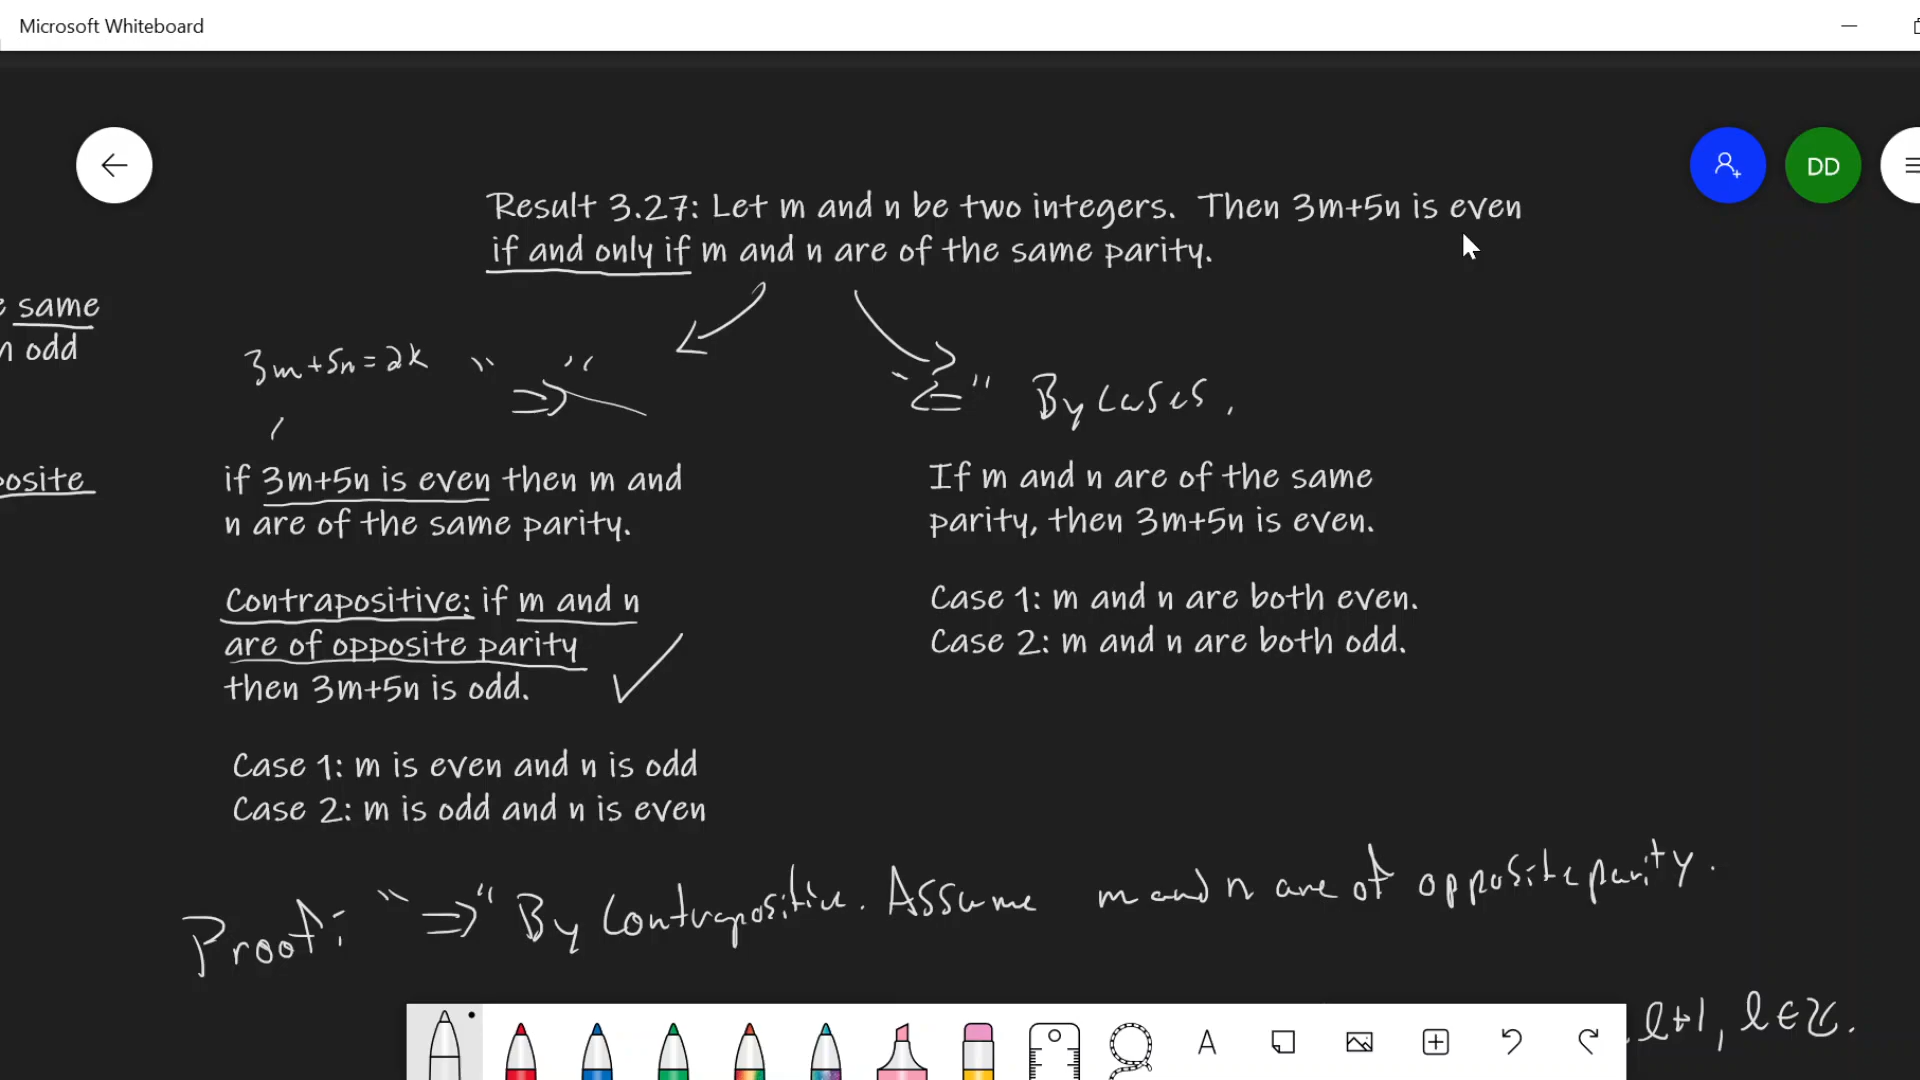 Microsoft Whiteboard
DD
Result 3.27: Let m and n be two integers. Then 3m+5n is even
if and only if m and n are of the same parity.
same
n odd
posite
3m+5n=2k " "
⇒
"⇐" By cases.
if 3m+5n is even then m and
n are of the same parity.
Contrapositive: if m and n
are of opposite parity
then 3m+5n is odd.
Case 1: m is even and n is odd
Case 2: m is odd and n is even
If m and n are of the same
parity, then 3m+5n is even.
Case 1: m and n are both even.
Case 2: m and n are both odd.
Proof: "⇒" By Contrapositive. Assume m and n are of opposite parity.
l+1, l∈ℤ.
A